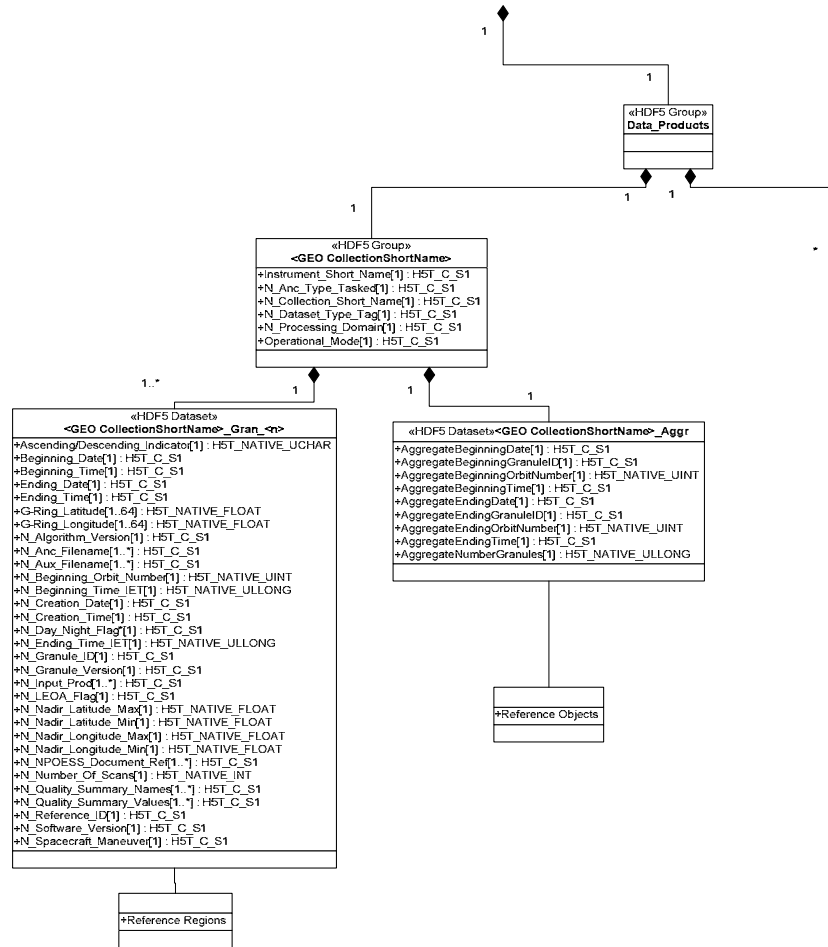 1
1
«HDF5 Group»
Data_Products
1
1
1
*
«HDF5 Group»
<GEO CollectionShortName>
+Instrument_Short_Name[1] : H5T_C_S1
+N_Anc_Type_Tasked[1] : H5T_C_S1
+N_Collection_Short_Name[1] : H5T_C_S1
+N_Dataset_Type_Tag[1] : H5T_C_S1
+N_Processing_Domain[1] : H5T_C_S1
+Operational_Mode[1] : H5T_C_S1
1..*
1
1
1
«HDF5 Dataset»
<GEO CollectionShortName>_Gran_<n>
+Ascending/Descending_Indicator[1] : H5T_NATIVE_UCHAR
+Beginning_Date[1] : H5T_C_S1
+Beginning_Time[1] : H5T_C_S1
+Ending_Date[1] : H5T_C_S1
+Ending_Time[1] : H5T_C_S1
+G-Ring_Latitude[1..64] : H5T_NATIVE_FLOAT
+G-Ring_Longitude[1..64] : H5T_NATIVE_FLOAT
+N_Algorithm_Version[1] : H5T_C_S1
+N_Anc_Filename[1..*] : H5T_C_S1
+N_Aux_Filename[1..*] : H5T_C_S1
+N_Beginning_Orbit_Number[1] : H5T_NATIVE_UINT
+N_Beginning_Time_IET[1] : H5T_NATIVE_ULLONG
+N_Creation_Date[1] : H5T_C_S1
+N_Creation_Time[1] : H5T_C_S1
+N_Day_Night_Flag*[1] : H5T_C_S1
+N_Ending_Time_IET[1] : H5T_NATIVE_ULLONG
+N_Granule_ID[1] : H5T_C_S1
+N_Granule_Version[1] : H5T_C_S1
+N_Input_Prod[1..*] : H5T_C_S1
+N_LEOA_Flag[1] : H5T_C_S1
+N_Nadir_Latitude_Max[1] : H5T_NATIVE_FLOAT
+N_Nadir_Latitude_Min[1] : H5T_NATIVE_FLOAT
+N_Nadir_Longitude_Max[1] : H5T_NATIVE_FLOAT
+N_Nadir_Longitude_Min[1] : H5T_NATIVE_FLOAT
+N_NPOESS_Document_Ref[1..*] : H5T_C_S1
+N_Number_Of_Scans[1] : H5T_NATIVE_INT
+N_Quality_Summary_Names[1..*] : H5T_C_S1
+N_Quality_Summary_Values[1..*] : H5T_C_S1
+N_Reference_ID[1] : H5T_C_S1
+N_Software_Version[1] : H5T_C_S1
+N_Spacecraft_Maneuver[1] : H5T_C_S1
+Reference Regions
«HDF5 Dataset»<GEO CollectionShortName>_Aggr
+AggregateBeginningDate[1] : H5T_C_S1
+AggregateBeginningGranuleID[1] : H5T_C_S1
+AggregateBeginningOrbitNumber[1] : H5T_NATIVE_UINT
+AggregateBeginningTime[1] : H5T_C_S1
+AggregateEndingDate[1] : H5T_C_S1
+AggregateEndingGranuleID[1] : H5T_C_S1
+AggregateEndingOrbitNumber[1] : H5T_NATIVE_UINT
+AggregateEndingTime[1] : H5T_C_S1
+AggregateNumberGranules[1] : H5T_NATIVE_ULLONG
+Reference Objects